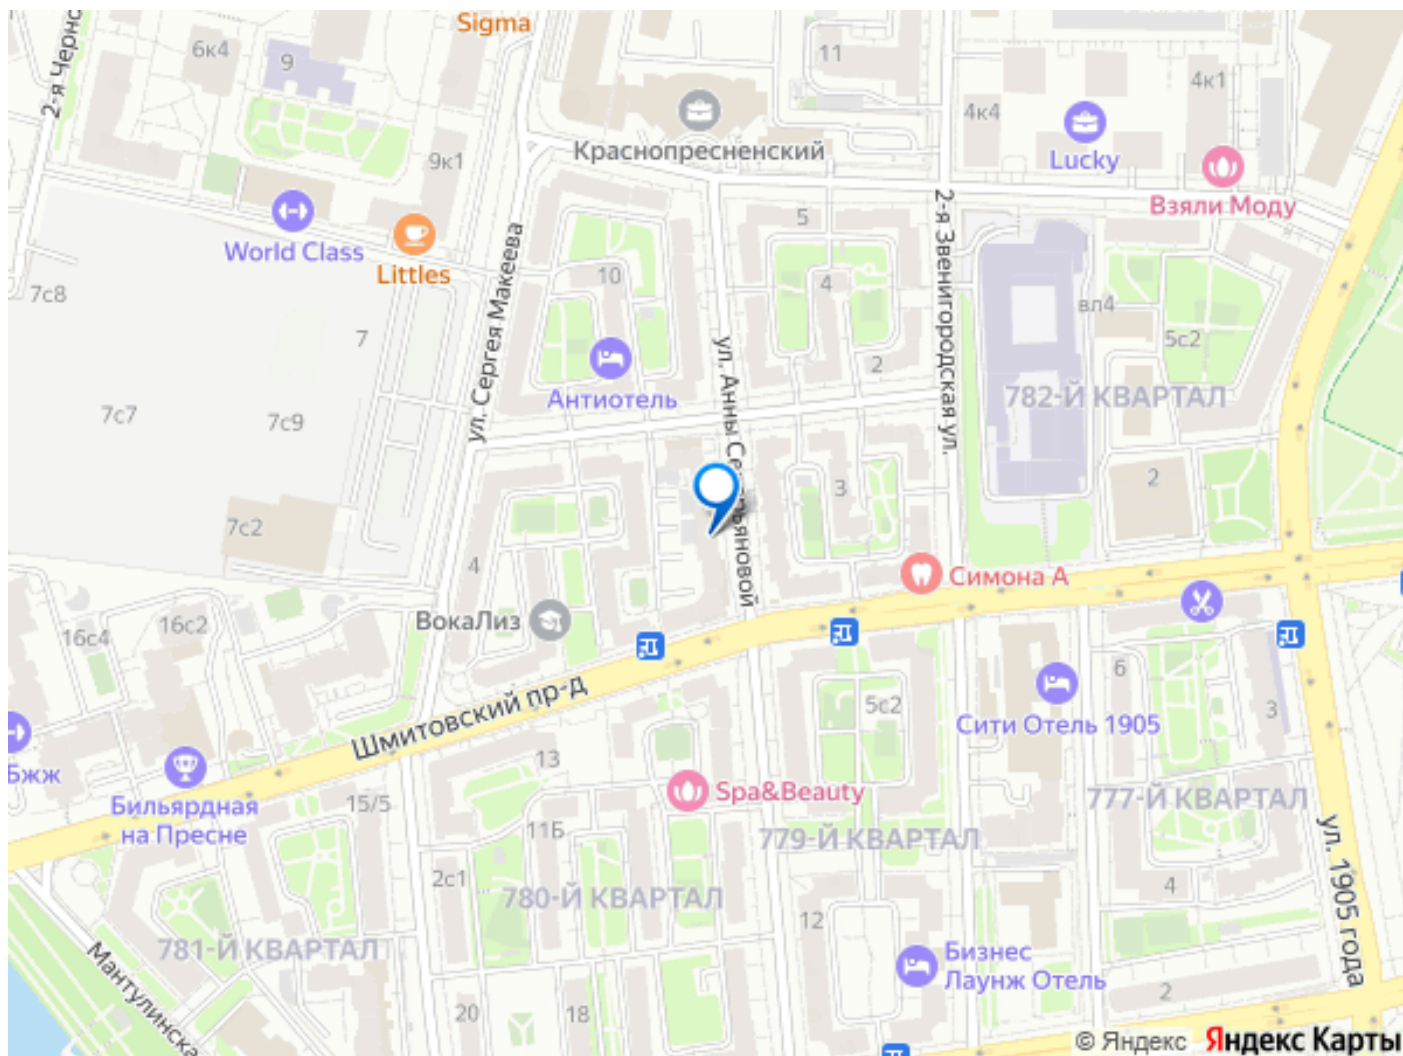 Sigma
2-я Черно
6к4
9
11
4к1
4к4
Lucky
Краснопресненский
9к1
Взяли Моду
World Class
Littles
5
2-я Звенигородская ул.
7с8
ул. Сергея Макеева
10
4
вл4
7
ул. Анны Се
рьяновой
5с2
2
Антиотель
782-Й КВАРТАЛ
7с7
7с9
3
2
7с2
4
Симона А
ВокаЛиз
16с4
16с2
6
5с2
3
Шмитовский пр-д
Сити Отель 1905
Бжж
13
Бильярдная
на Пресне
15/5
Spa&Beauty
777-Й КВАРТАЛ
11Б
779-Й КВАРТАЛ
ул. 1905 года
2с1
780-Й КВАРТАЛ
4
12
781-Й КВАРТАЛ
Мантулинска
Бизнес
Лаунж Отель
2
20
18
© Яндекс Яндекс Карты